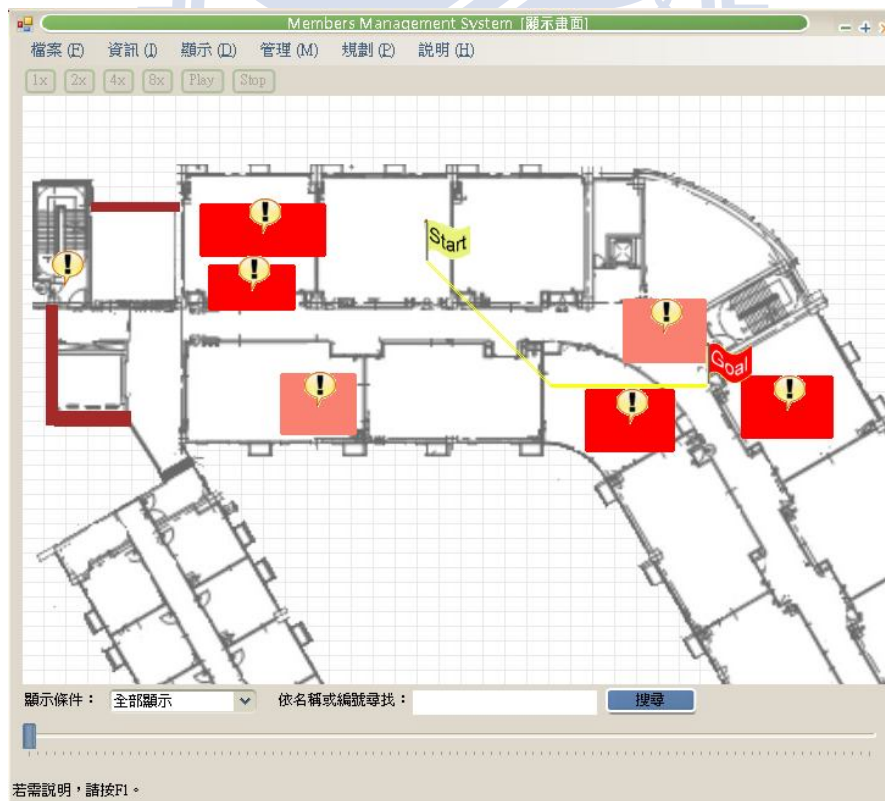 Members Management System [顯示畫面]
檔案 (F) 資訊 (I) 顯示 (D) 管理 (M) 規劃 (P) 説明 (H)
1x 2x 4x 8x Play Stop
Start
Goal
顯示條件： 全部顯示 依名稱或編號尋找： 搜尋
若需説明，請按F1。